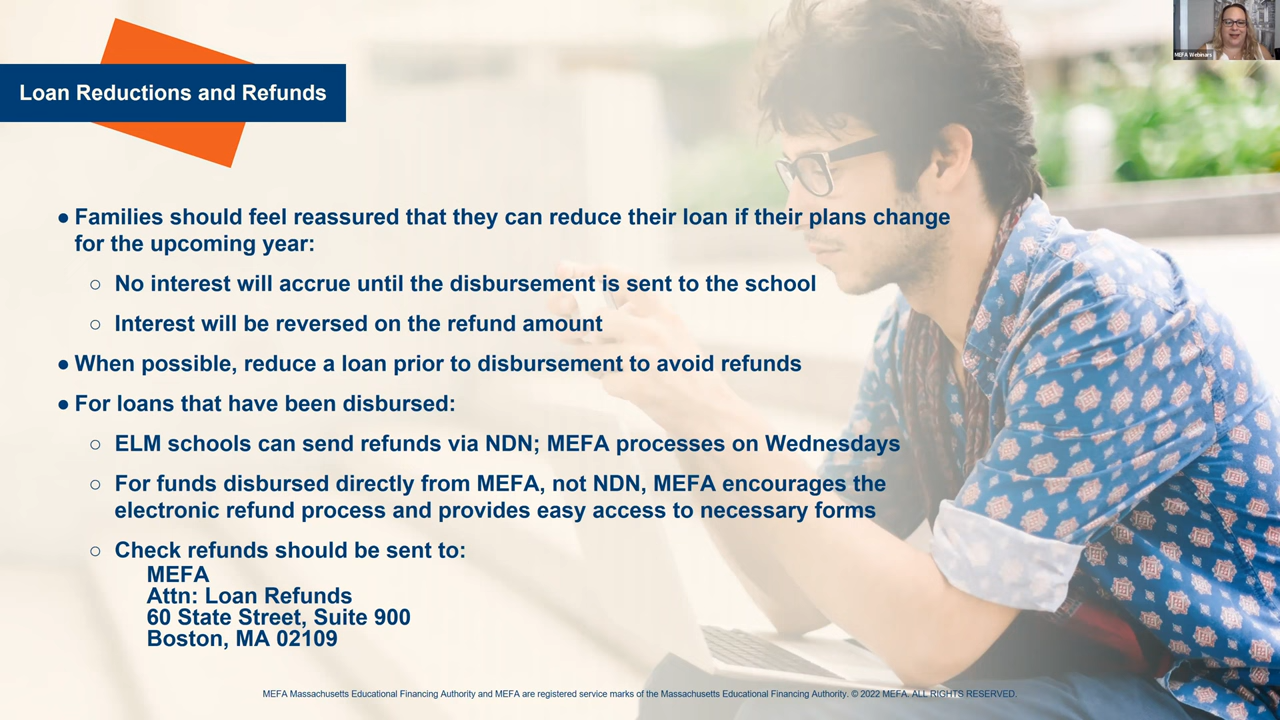 MEFA Webinars
Loan Reductions and Refunds
● Families should feel reassured that they can reduce their loan if their plans change
for the upcoming year:
○ No interest will accrue until the disbursement is sent to the school
○ Interest will be reversed on the refund amount
● When possible, reduce a loan prior to disbursement to avoid refunds
● For loans that have been disbursed:
○ ELM schools can send refunds via NDN; MEFA processes on Wednesdays
○ For funds disbursed directly from MEFA, not NDN, MEFA encourages the
electronic refund process and provides easy access to necessary forms
○ Check refunds should be sent to:
MEFA
Attn: Loan Refunds
60 State Street, Suite 900
Boston, MA 02109
MEFA Massachusetts Educational Financing Authority and MEFA are registered service marks of the Massachusetts Educational Financing Authority. © 2022 MEFA. ALL RIGHTS RESERVED.